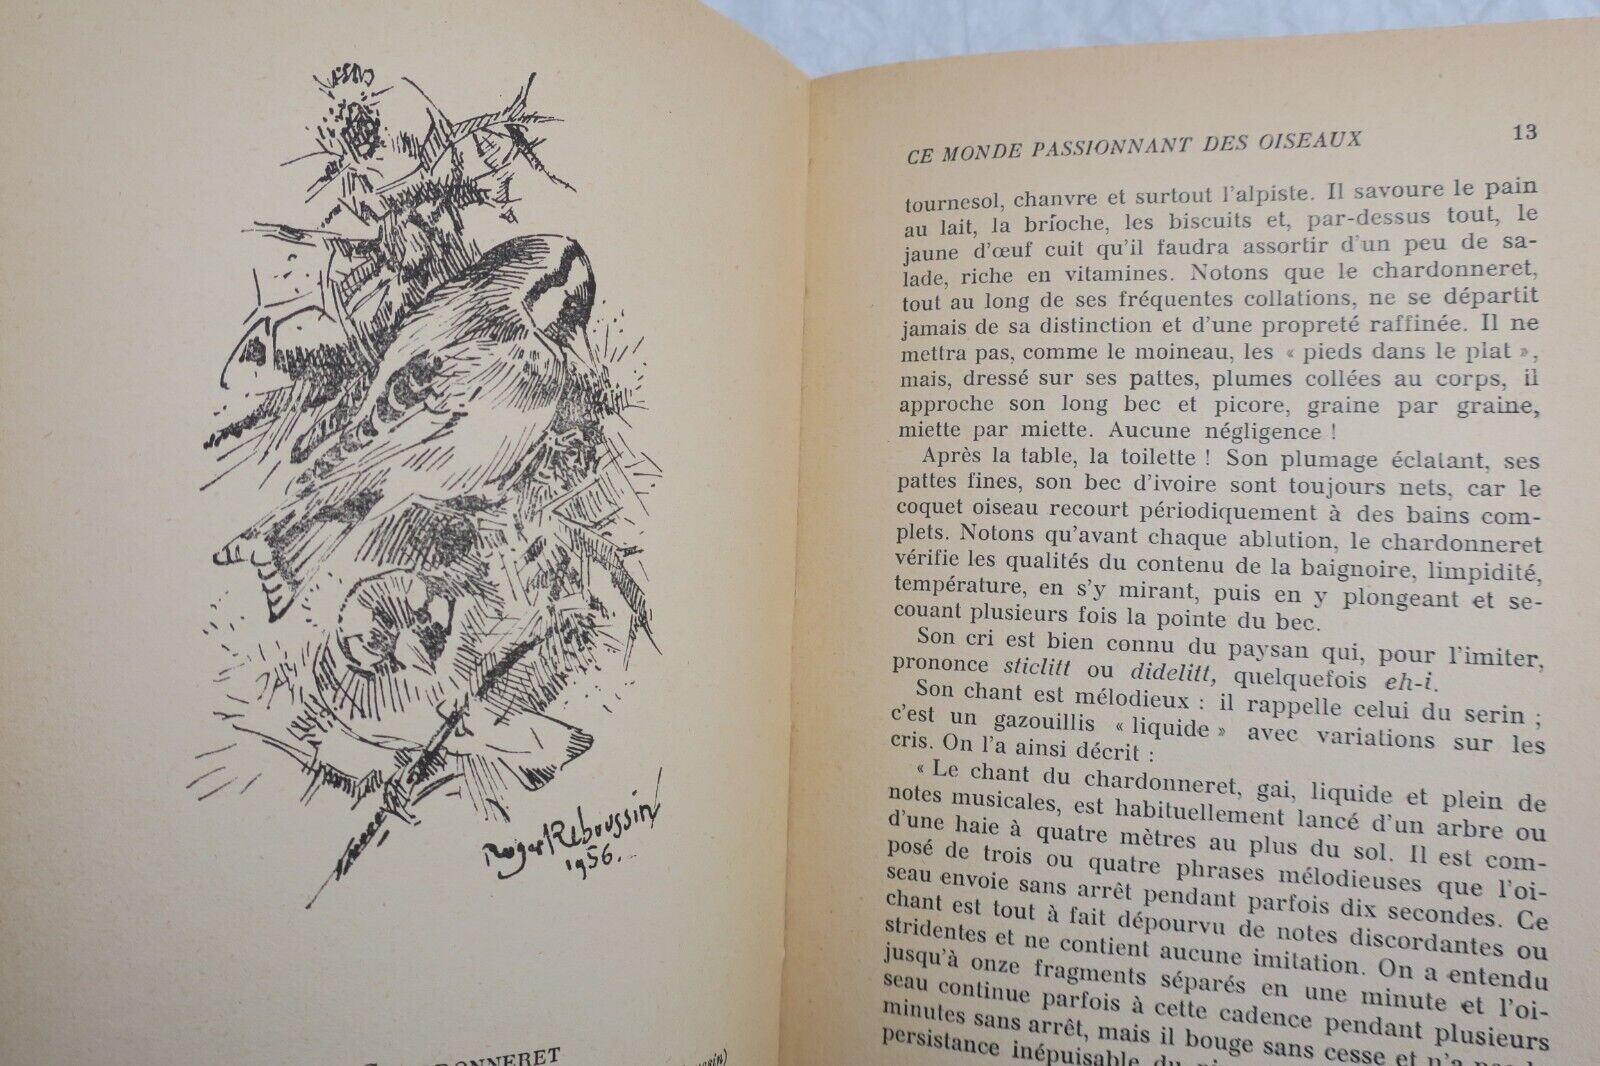 Roger Reboussin
1956.
CE MONDE PASSIONNANT DES OISEAUX 13
tournesol, chanvre et surtout l'alpiste. Il savoure le pain
au lait, la brioche, les biscuits et, par-dessus tout, le
jaune d'œuf cuit qu'il faudra assortir d'un peu de sa-
lade, riche en vitamines. Notons que le chardonneret,
tout au long de ses fréquentes collations, ne se départit
jamais de sa distinction et d'une propreté raffinée. Il ne
mettra pas, comme le moineau, les « pieds dans le plat »,
mais, dressé sur ses pattes, plumes collées au corps, il
approche son long bec et picore, graine par graine,
miette par miette. Aucune négligence !
Après la table, la toilette ! Son plumage éclatant, ses
pattes fines, son bec d'ivoire sont toujours nets, car le
coquet oiseau recourt périodiquement à des bains com-
plets. Notons qu'avant chaque ablution, le chardonneret
vérifie les qualités du contenu de la baignoire, limpidité,
température, en s'y mirant, puis en y plongeant et se-
couant plusieurs fois la pointe du bec.
Son cri est bien connu du paysan qui, pour l'imiter,
prononce sticlitt ou didelitt, quelquefois eh-i.
Son chant est mélodieux : il rappelle celui du serin ;
c'est un gazouillis « liquide » avec variations sur les
cris. On l'a ainsi décrit :
« Le chant du chardonneret, gai, liquide et plein de
notes musicales, est habituellement lancé d'un arbre ou
d'une haie à quatre mètres au plus du sol. Il est com-
posé de trois ou quatre phrases mélodieuses que l'oi-
seau envoie sans arrêt pendant parfois dix secondes. Ce
chant est tout à fait dépourvu de notes discordantes ou
stridentes et ne contient aucune imitation. On a entendu
jusqu'à onze fragments séparés en une minute et l'oi-
seau continue parfois à cette cadence pendant plusieurs
minutes sans arrêt, mais il bouge sans cesse et n'a pas
persistance inépuisable du